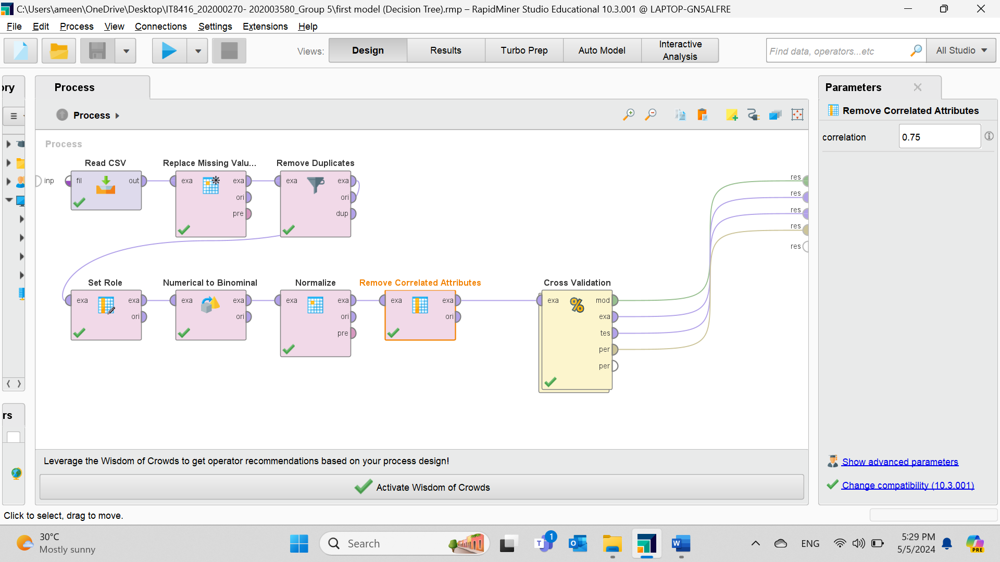 C:\Users\ameen\OneDrive\Desktop\IT8416_202000270- 202003580_Group 5\first model (Decision Tree).rmp – RapidMiner Studio Educational 10.3.001 @ LAPTOP-GN5ALFRE
File Edit Process View Connections Settings Extensions Help
Views: Design Results Turbo Prep Auto Model Interactive Analysis
Find data, operators...etc All Studio
ory
Process
Parameters
Process
Remove Correlated Attributes
correlation 0.75
Process
Read CSV Replace Missing Valu... Remove Duplicates
inp fil out exa exa exa exa res
ori ori res
pre dup res
res
res
Set Role Numerical to Binominal Normalize Remove Correlated Attributes Cross Validation
exa exa exa exa exa exa exa exa exa mod
ori ori ori ori exa
pre tes
per
per
rs
Leverage the Wisdom of Crowds to get operator recommendations based on your process design!
Show advanced parameters
Activate Wisdom of Crowds
Change compatibility (10.3.001)
Click to select, drag to move.
30°C
Mostly sunny
Search
T
1
O
W
ENG
5:29 PM
5/5/2024
PRE